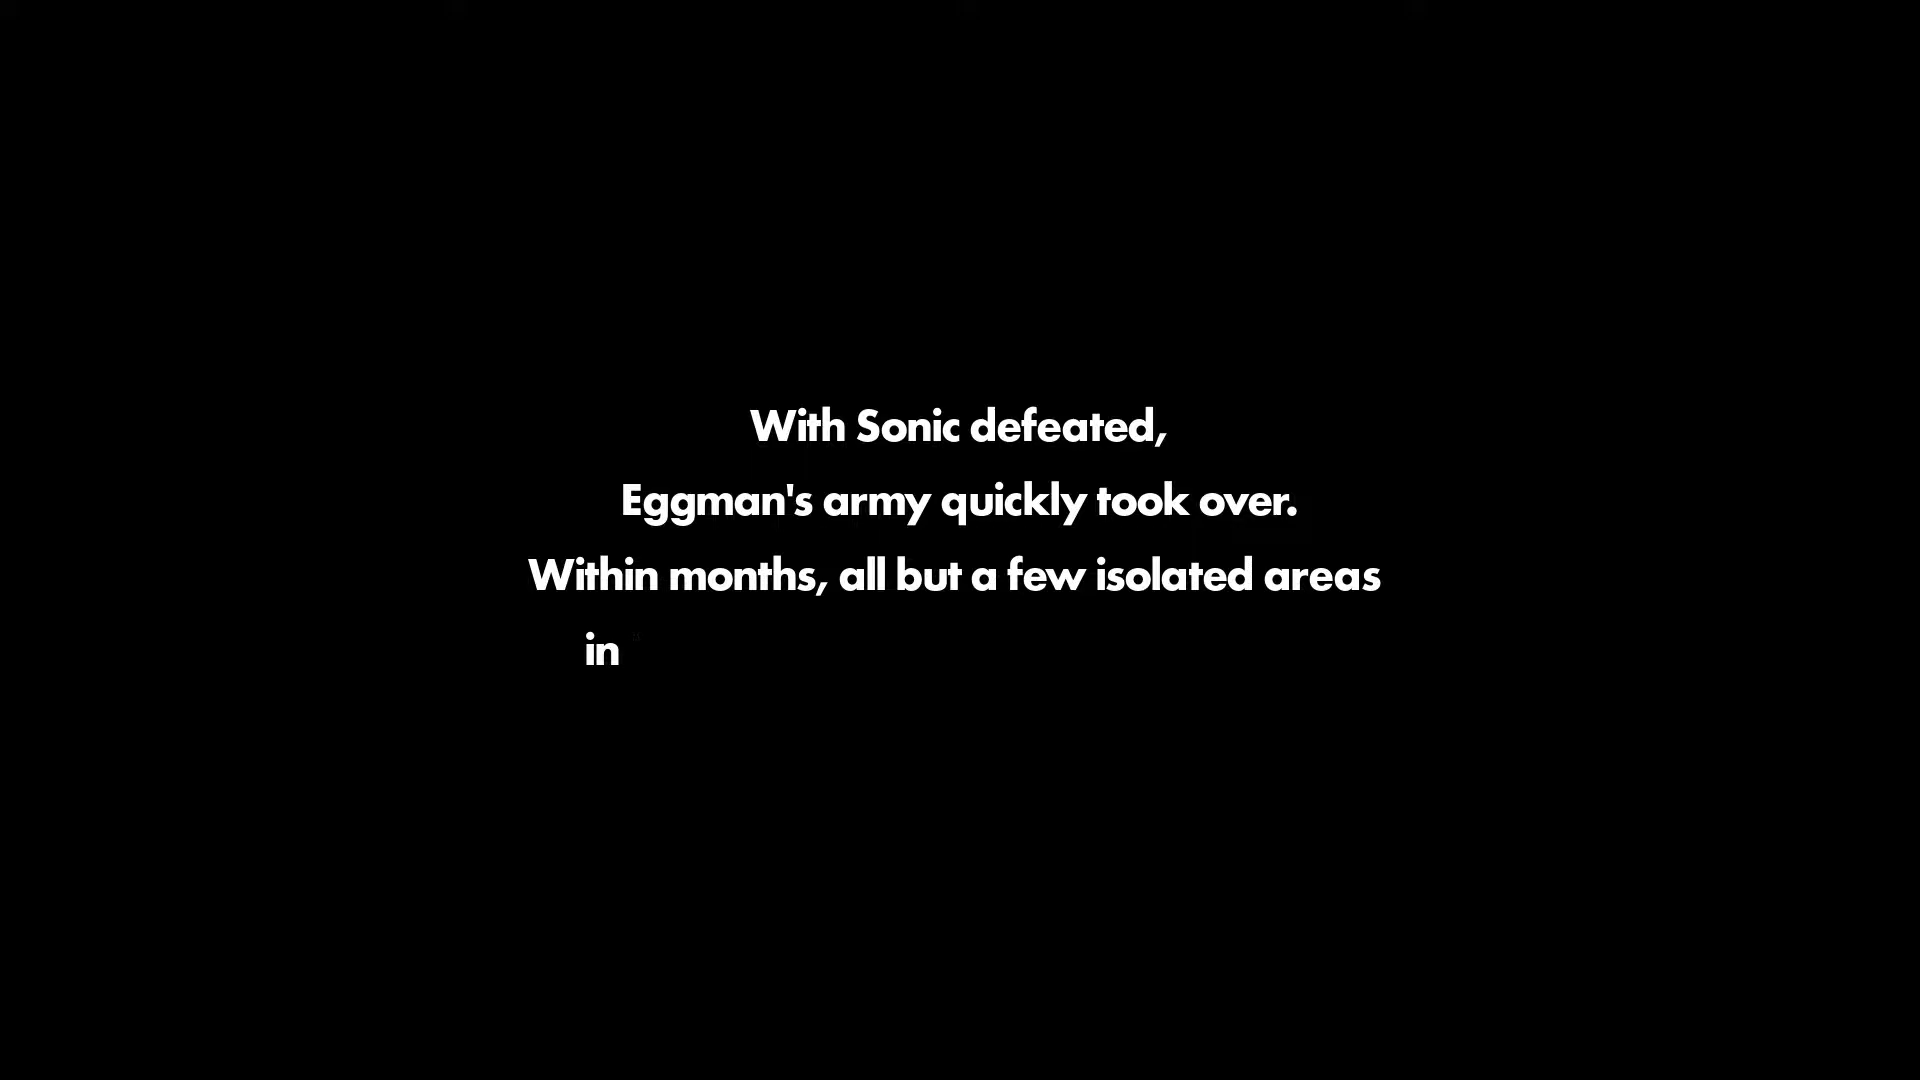 With Sonic defeated,
Eggman's army quickly took over.
Within months, all but a few isolated areas
in